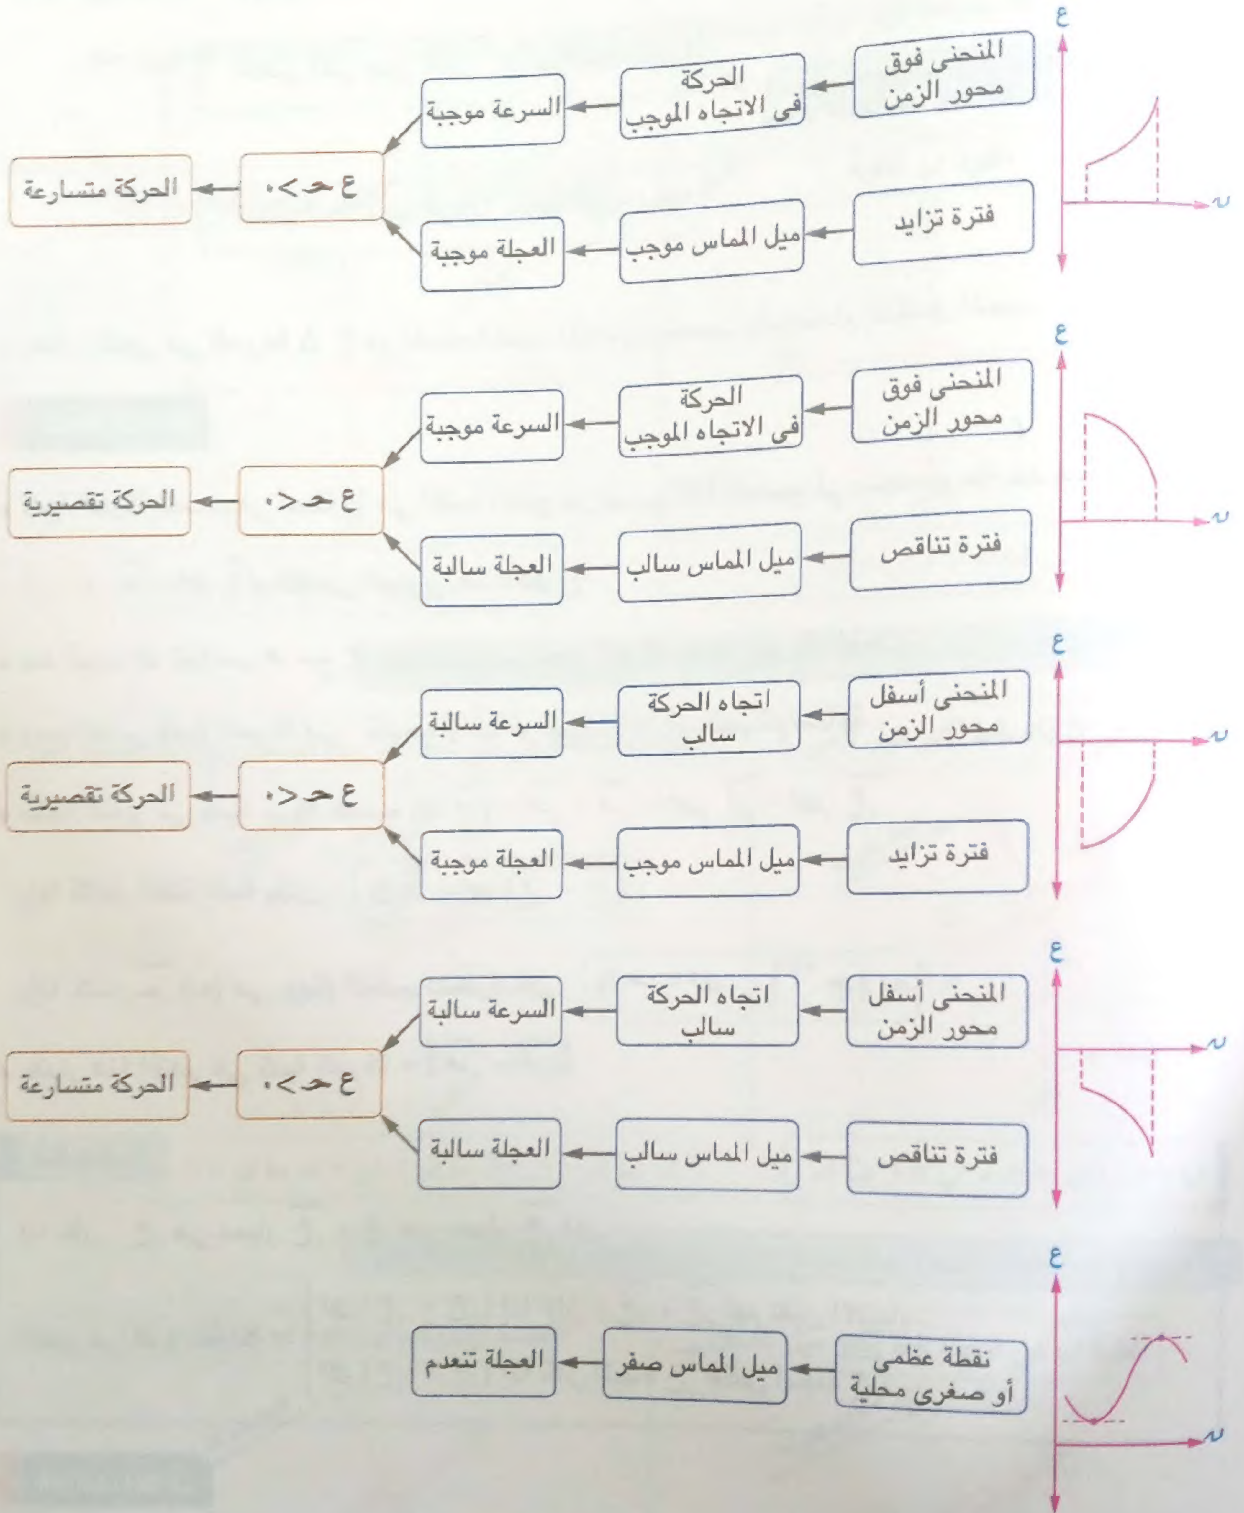 ع
المنحنى فوق
محور الزمن
الحركة
فى الاتجاه الموجب
السرعة موجبة
ع حـ > ٠
الحركة متسارعة
فترة تزايد
ميل المماس موجب
العجلة موجبة
ن
ع
المنحنى فوق
محور الزمن
الحركة
فى الاتجاه الموجب
السرعة موجبة
ع حـ < ٠
الحركة تقصيرية
فترة تناقص
ميل المماس سالب
العجلة سالبة
ن
ع
المنحنى أسفل
محور الزمن
اتجاه الحركة
سالب
السرعة سالبة
ع حـ < ٠
الحركة تقصيرية
فترة تزايد
ميل المماس موجب
العجلة موجبة
ن
ع
المنحنى أسفل
محور الزمن
اتجاه الحركة
سالب
السرعة سالبة
ع حـ > ٠
الحركة متسارعة
فترة تناقص
ميل المماس سالب
العجلة سالبة
ن
ع
نقطة عظمى
أو صغرى محلية
ميل المماس صفر
العجلة تنعدم
ن